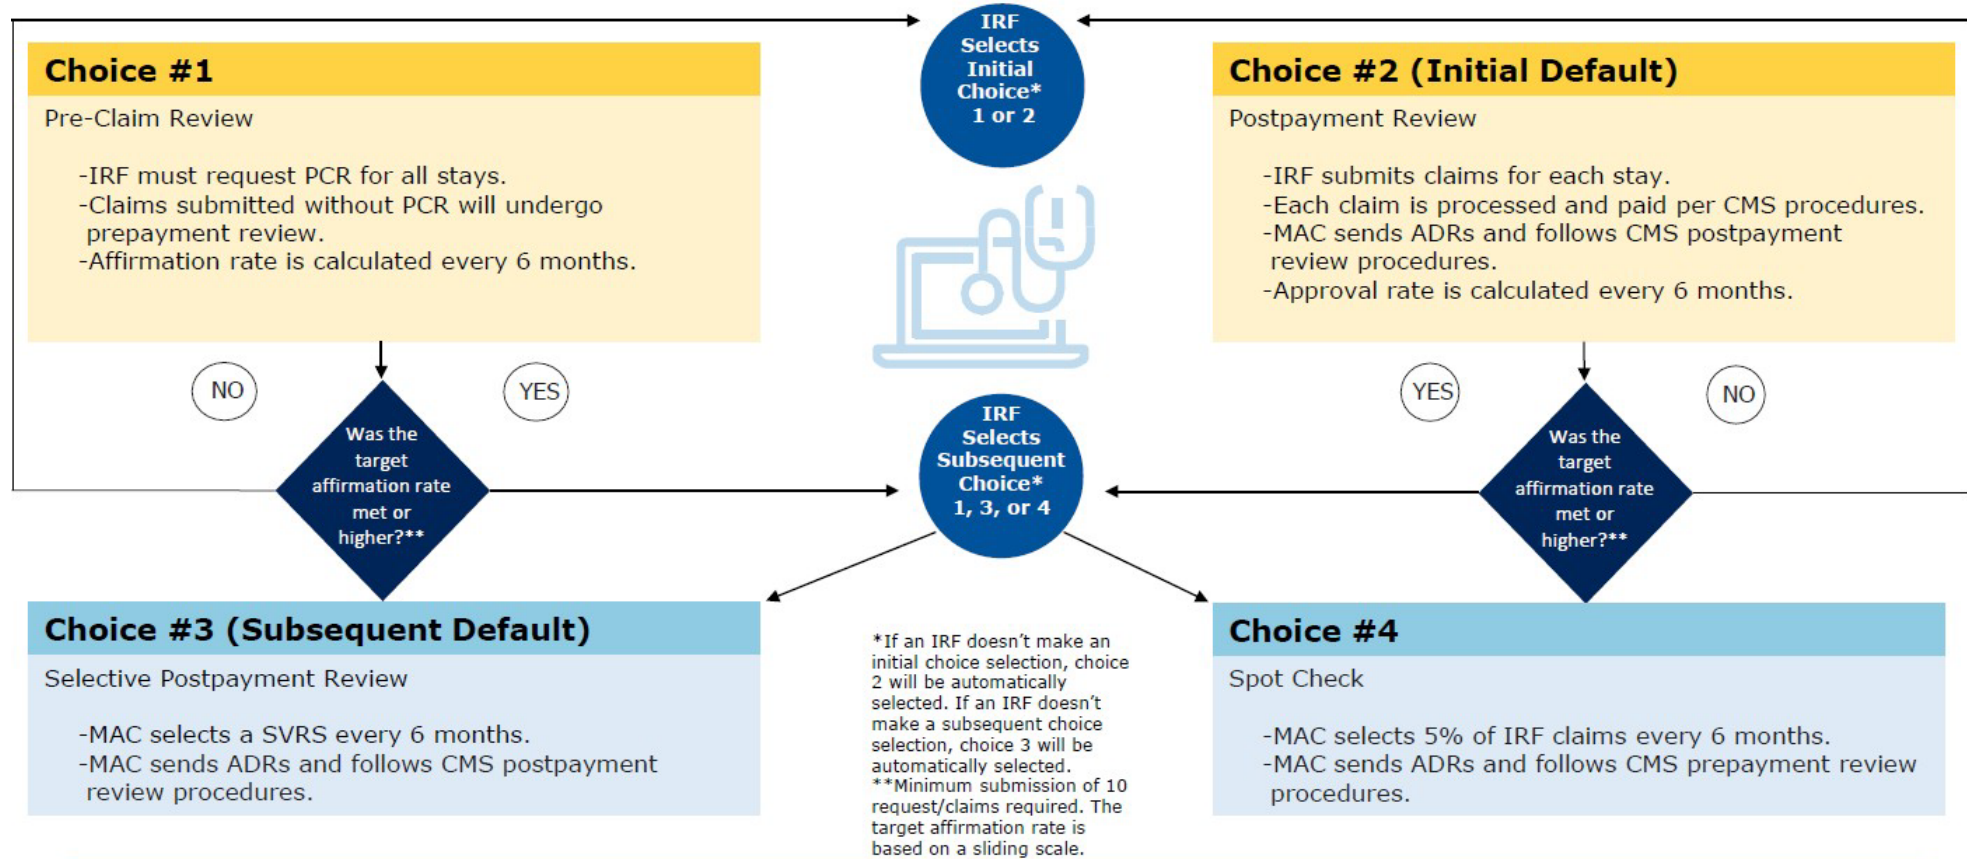 IRF
Selects
Initial
Choice*
1 or 2
Choice #1
Pre-Claim Review
-IRF must request PCR for all stays.
-Claims submitted without PCR will undergo
prepayment review.
-Affirmation rate is calculated every 6 months.
Choice #2 (Initial Default)
Postpayment Review
-IRF submits claims for each stay.
-Each claim is processed and paid per CMS procedures.
-MAC sends ADRs and follows CMS postpayment
review procedures.
-Approval rate is calculated every 6 months.
NO
YES
Was the
target
affirmation rate
met or
higher?**
IRF
Selects
Subsequent
Choice*
1, 3, or 4
YES
NO
Was the
target
affirmation rate
met or
higher?**
Choice #3 (Subsequent Default)
Selective Postpayment Review
-MAC selects a SVRS every 6 months.
-MAC sends ADRs and follows CMS postpayment
review procedures.
*If an IRF doesn’t make an
initial choice selection, choice
2 will be automatically
selected. If an IRF doesn’t
make a subsequent choice
selection, choice 3 will be
automatically selected.
**Minimum submission of 10
request/claims required. The
target affirmation rate is
based on a sliding scale.
Choice #4
Spot Check
-MAC selects 5% of IRF claims every 6 months.
-MAC sends ADRs and follows CMS prepayment review
procedures.